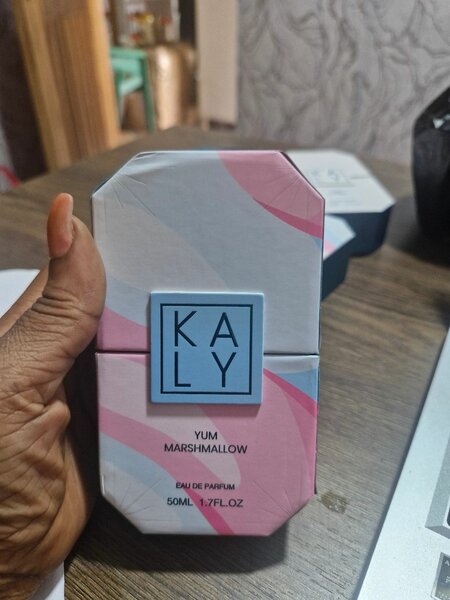 KA
LY
YUM
MARSHMALLOW
EAU DE PARFUM
50ML 1.7FL.OZ